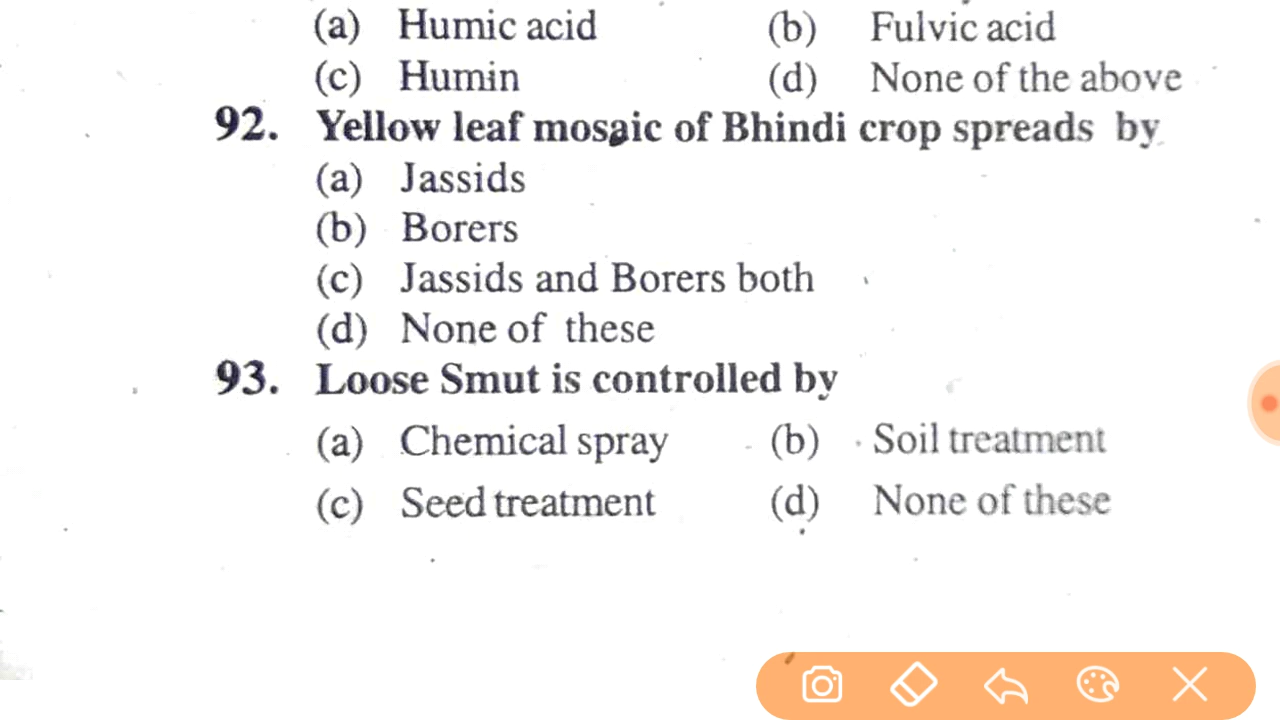 (a) Humic acid (b) Fulvic acid
(c) Humin (d) None of the above
92. Yellow leaf mosaic of Bhindi crop spreads by
(a) Jassids
(b) Borers
(c) Jassids and Borers both
(d) None of these
93. Loose Smut is controlled by
(a) Chemical spray (b) Soil treatment
(c) Seed treatment (d) None of these